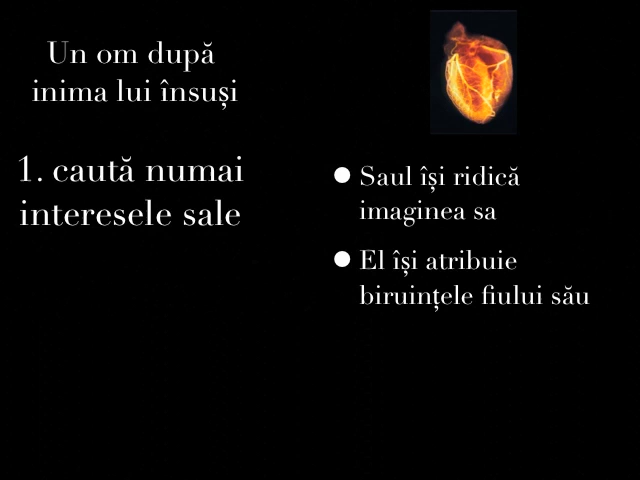 Un om după
inima lui însuși
1. caută numai
interesele sale
● Saul își ridică
imaginea sa
● El își atribuie
biruințele fiului său